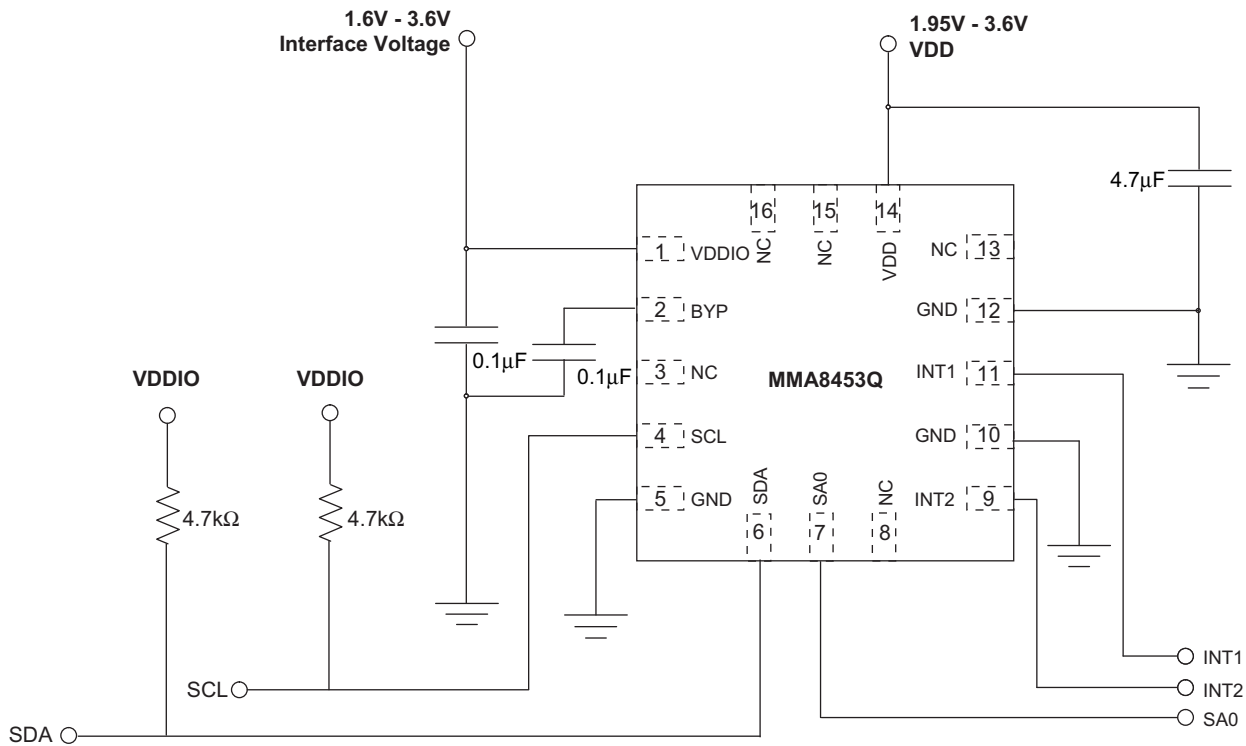 1.6V - 3.6V
Interface Voltage
1.95V - 3.6V
VDD
4.7μF
16
NC
15
NC
14
VDD
1
VDDIO
NC
13
2
BYP
GND
12
0.1μF
0.1μF
3
NC
MMA8453Q
INT1
11
VDDIO
VDDIO
4
SCL
GND
10
4.7kΩ
4.7kΩ
5
GND
SDA
6
SA0
7
NC
8
INT2
9
INT1
SCL
INT2
SA0
SDA